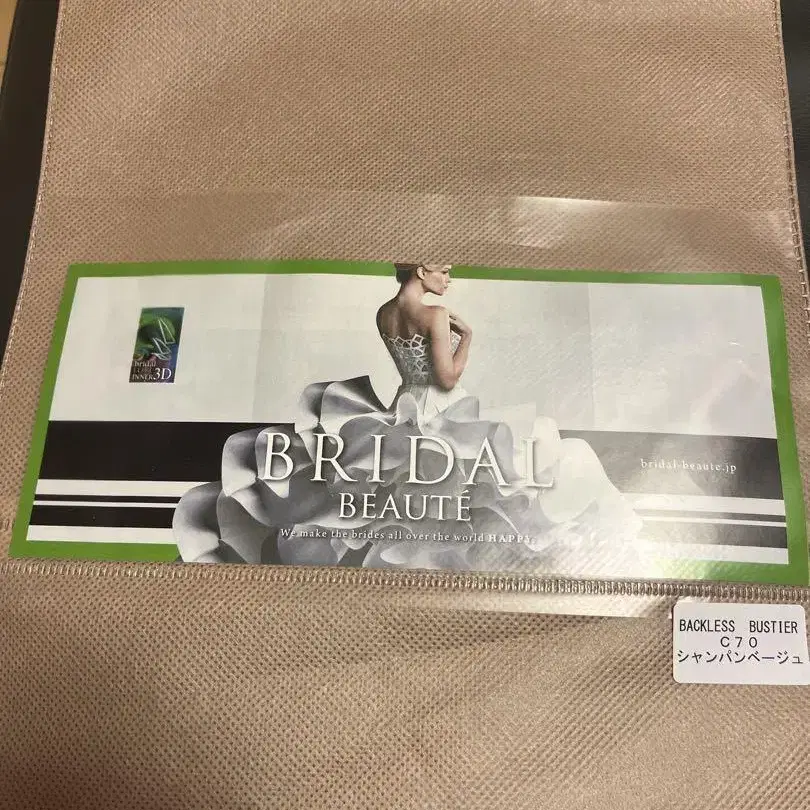 bridal
INNER 3D
BRIDAL
BEAUTÉ
We make the brides all over the world HAPPY.
bridal-beaute.jp
BACKLESS BUSTIER
C70
シャンパンベージュ